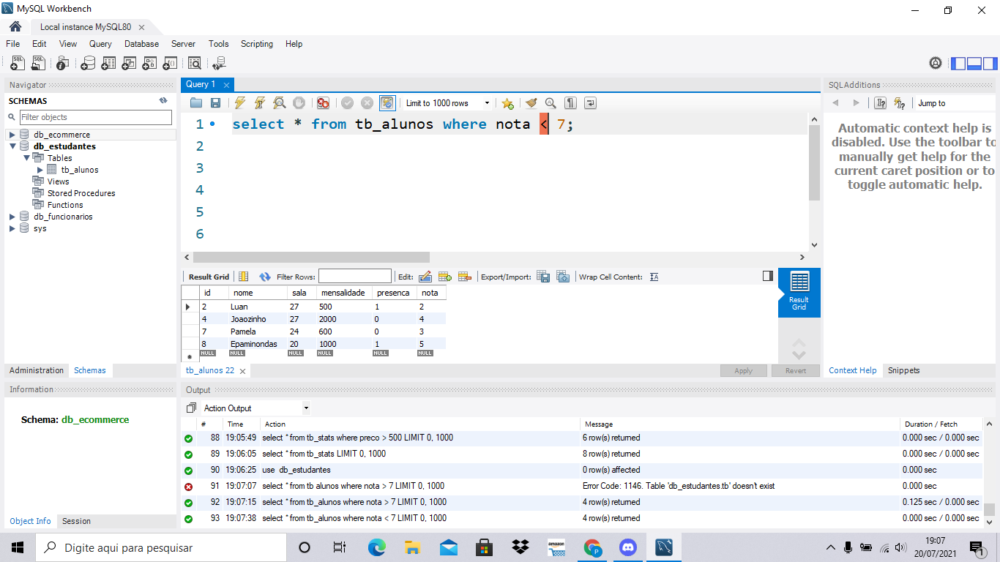 MySQL Workbench
Local instance MySQL80
File Edit View Query Database Server Tools Scripting Help
Navigator
SCHEMAS
Filter objects
db_ecommerce
db_estudantes
Tables
tb_alunos
Views
Stored Procedures
Functions
db_funcionarios
sys
Administration Schemas
Information
Schema: db_ecommerce
Object Info Session
Query 1
Limit to 1000 rows
1 select * from tb_alunos where nota < 7;
2
3
4
5
6
Result Grid Filter Rows: Edit: Export/Import: Wrap Cell Content:
id nome sala mensalidade presenca nota
2 Luan 27 500 1 2
4 Joaozinho 27 2000 0 4
7 Pamela 24 600 0 3
8 Epaminondas 20 1000 1 5
NULL NULL NULL NULL NULL NULL
Result
Grid
tb_alunos 22
Apply Revert
SQLAdditions
Jump to
Automatic context help is
disabled. Use the toolbar to
manually get help for the
current caret position or to
toggle automatic help.
Context Help Snippets
Output
Action Output
# Time Action Message Duration / Fetch
88 19:05:49 select * from tb_stats where preco > 500 LIMIT 0, 1000 6 row(s) returned 0.000 sec / 0.000 sec
89 19:06:05 select * from tb_stats LIMIT 0, 1000 8 row(s) returned 0.000 sec / 0.000 sec
90 19:06:25 use db_estudantes 0 row(s) affected 0.000 sec
91 19:07:07 select * from tb alunos where nota > 7 LIMIT 0, 1000 Error Code: 1146. Table 'db_estudantes.tb' doesn't exist 0.000 sec
92 19:07:15 select * from tb_alunos where nota > 7 LIMIT 0, 1000 4 row(s) returned 0.125 sec / 0.000 sec
93 19:07:38 select * from tb_alunos where nota < 7 LIMIT 0, 1000 4 row(s) returned 0.000 sec / 0.000 sec
Digite aqui para pesquisar
amazon
P
19:07
20/07/2021
1